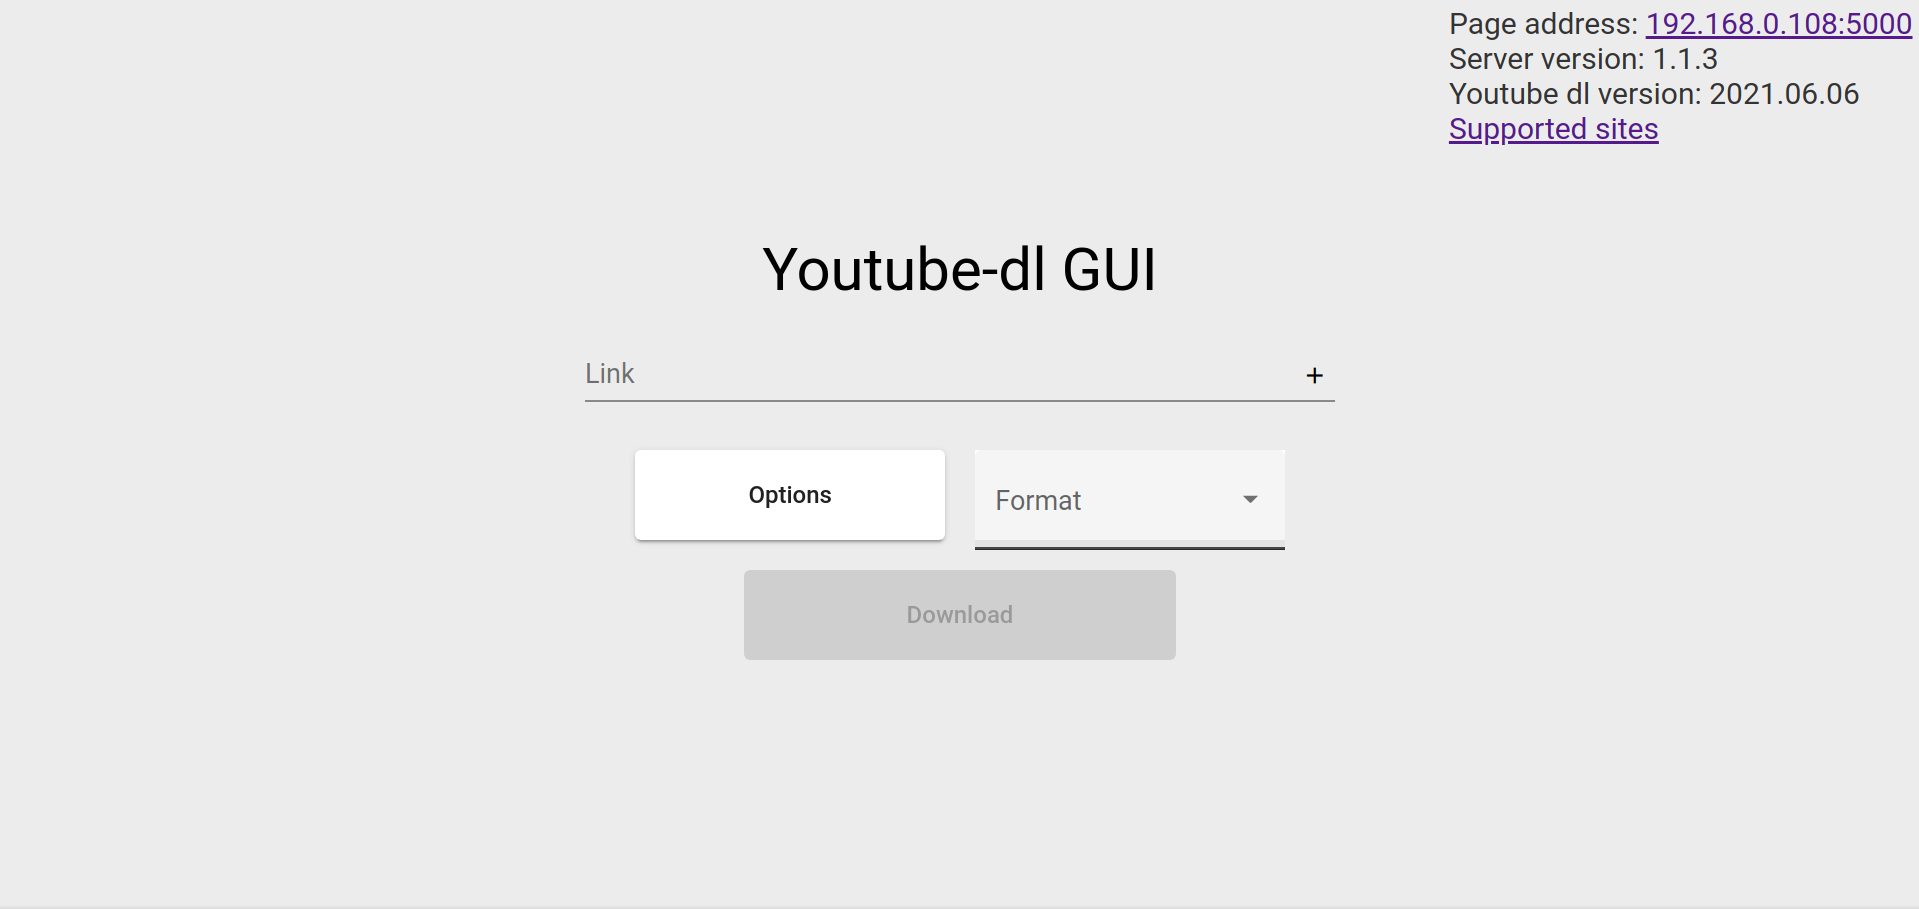 Page address: 192.168.0.108:5000
Server version: 1.1.3
Youtube dl version: 2021.06.06
Supported sites
Youtube-dl GUI
Link +
Options
Format
Download